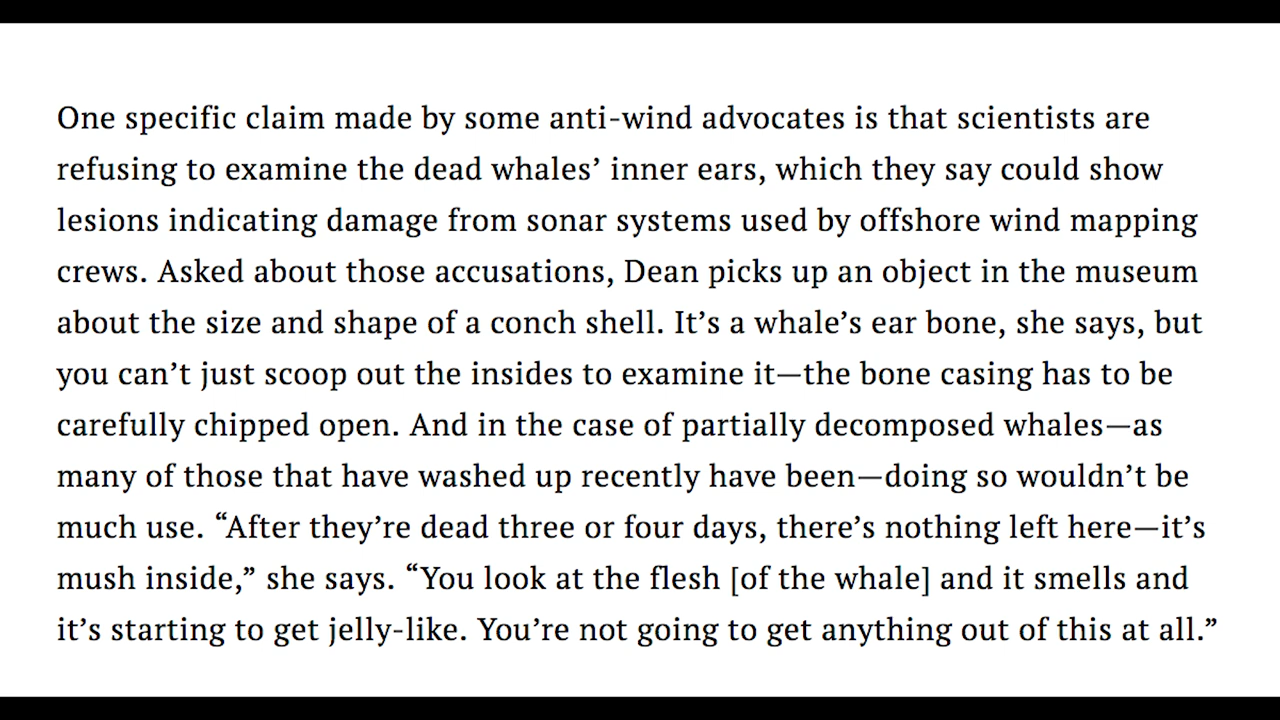 One specific claim made by some anti-wind advocates is that scientists are
refusing to examine the dead whales’ inner ears, which they say could show
lesions indicating damage from sonar systems used by offshore wind mapping
crews. Asked about those accusations, Dean picks up an object in the museum
about the size and shape of a conch shell. It’s a whale’s ear bone, she says, but
you can’t just scoop out the insides to examine it—the bone casing has to be
carefully chipped open. And in the case of partially decomposed whales—as
many of those that have washed up recently have been—doing so wouldn’t be
much use. “After they’re dead three or four days, there’s nothing left here—it’s
mush inside,” she says. “You look at the flesh [of the whale] and it smells and
it’s starting to get jelly-like. You’re not going to get anything out of this at all.”